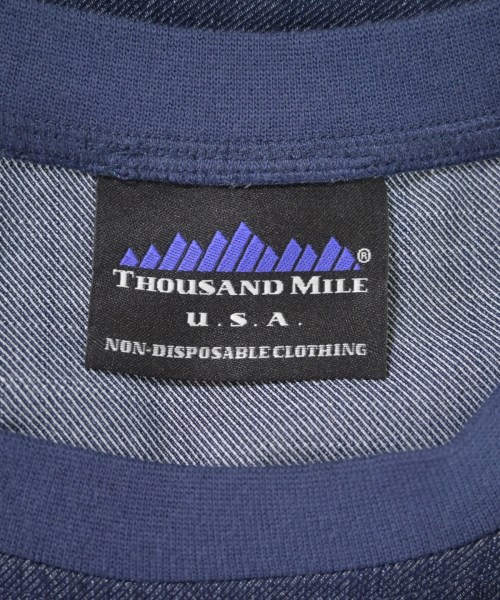 ®
THOUSAND MILE
U.S.A.
NON-DISPOSABLE CLOTHING